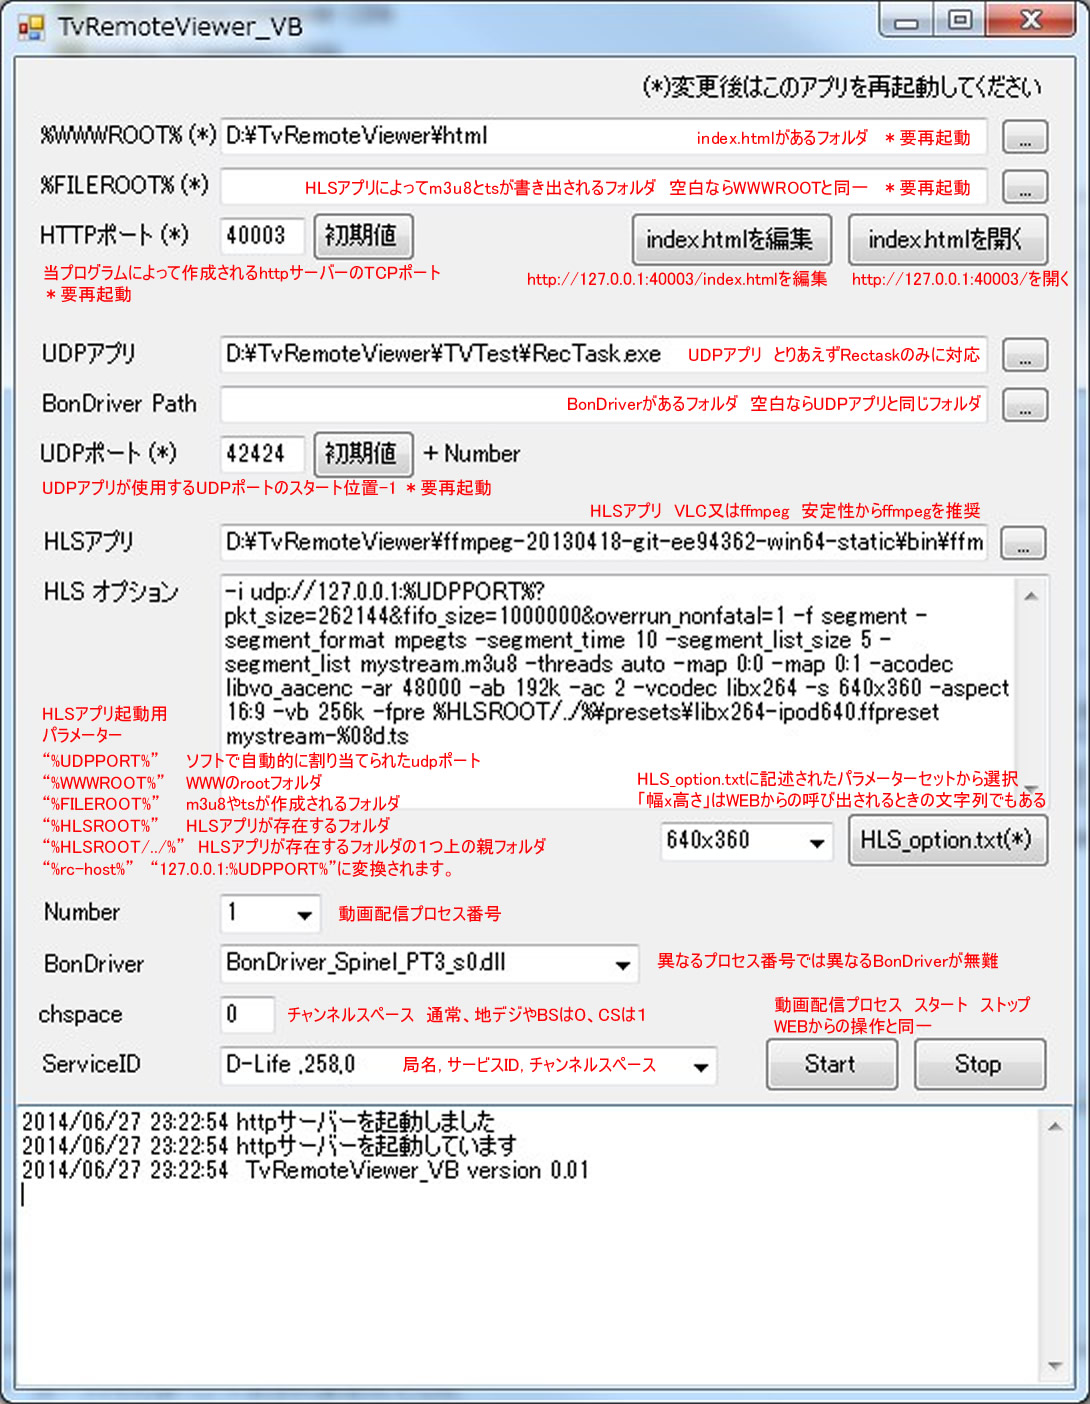 TvRemoteViewer_VB
(*)変更後はこのアプリを再起動してください
%WWWROOT% (*) D:¥TvRemoteViewer¥html index.htmlがあるフォルダ ＊要再起動 ...
%FILEROOT% (*) HLSアプリによってm3u8とtsが書き出されるフォルダ 空白ならWWWROOTと同一 ＊要再起動 ...
HTTPポート (*) 40003 初期値 index.htmlを編集 index.htmlを開く
当プログラムによって作成されるhttpサーバーのTCPポート
＊要再起動
http://127.0.0.1:40003/index.htmlを編集 http://127.0.0.1:40003/を開く
UDPアプリ D:¥TvRemoteViewer¥TVTest¥RecTask.exe UDPアプリ とりあえずRectaskのみに対応 ...
BonDriver Path BonDriverがあるフォルダ 空白ならUDPアプリと同じフォルダ ...
UDPポート (*) 42424 初期値 + Number
UDPアプリが使用するUDPポートのスタート位置-1 ＊要再起動
HLSアプリ VLC又はffmpeg 安定性からffmpegを推奨
HLSアプリ D:¥TvRemoteViewer¥ffmpeg-20130418-git-ee94362-win64-static¥bin¥ffm ...
HLS オプション
-i udp://127.0.0.1:%UDPPORT%?
pkt_size=262144&fifo_size=1000000&overrun_nonfatal=1 -f segment -
segment_format mpegts -segment_time 10 -segment_list_size 5 -
segment_list mystream.m3u8 -threads auto -map 0:0 -map 0:1 -acodec
libvo_aacenc -ar 48000 -ab 192k -ac 2 -vcodec libx264 -s 640x360 -aspect
16:9 -vb 256k -fpre %HLSROOT/../%¥presets¥libx264-ipod640.ffpreset
mystream-%08d.ts
HLSアプリ起動用
パラメーター
“%UDPPORT%” ソフトで自動的に割り当てられたudpポート
“%WWWROOT%” WWWのrootフォルダ
“%FILEROOT%” m3u8やtsが作成されるフォルダ
“%HLSROOT%” HLSアプリが存在するフォルダ
“%HLSROOT/../%” HLSアプリが存在するフォルダの１つ上の親フォルダ
“%rc-host%” “127.0.0.1:%UDPPORT%”に変換されます。
HLS_option.txtに記述されたパラメーターセットから選択
「幅x高さ」はWEBからの呼び出されるときの文字列でもある
640x360 HLS_option.txt(*)
Number 1 動画配信プロセス番号
BonDriver BonDriver_Spinel_PT3_s0.dll 異なるプロセス番号では異なるBonDriverが無難
chspace 0 チャンネルスペース 通常、地デジやBSは0、CSは1
動画配信プロセス スタート ストップ
WEBからの操作と同一
ServiceID D-Life ,258,0 局名, サービスID, チャンネルスペース Start Stop
2014/06/27 23:22:54 httpサーバーを起動しました
2014/06/27 23:22:54 httpサーバーを起動しています
2014/06/27 23:22:54 TvRemoteViewer_VB version 0.01